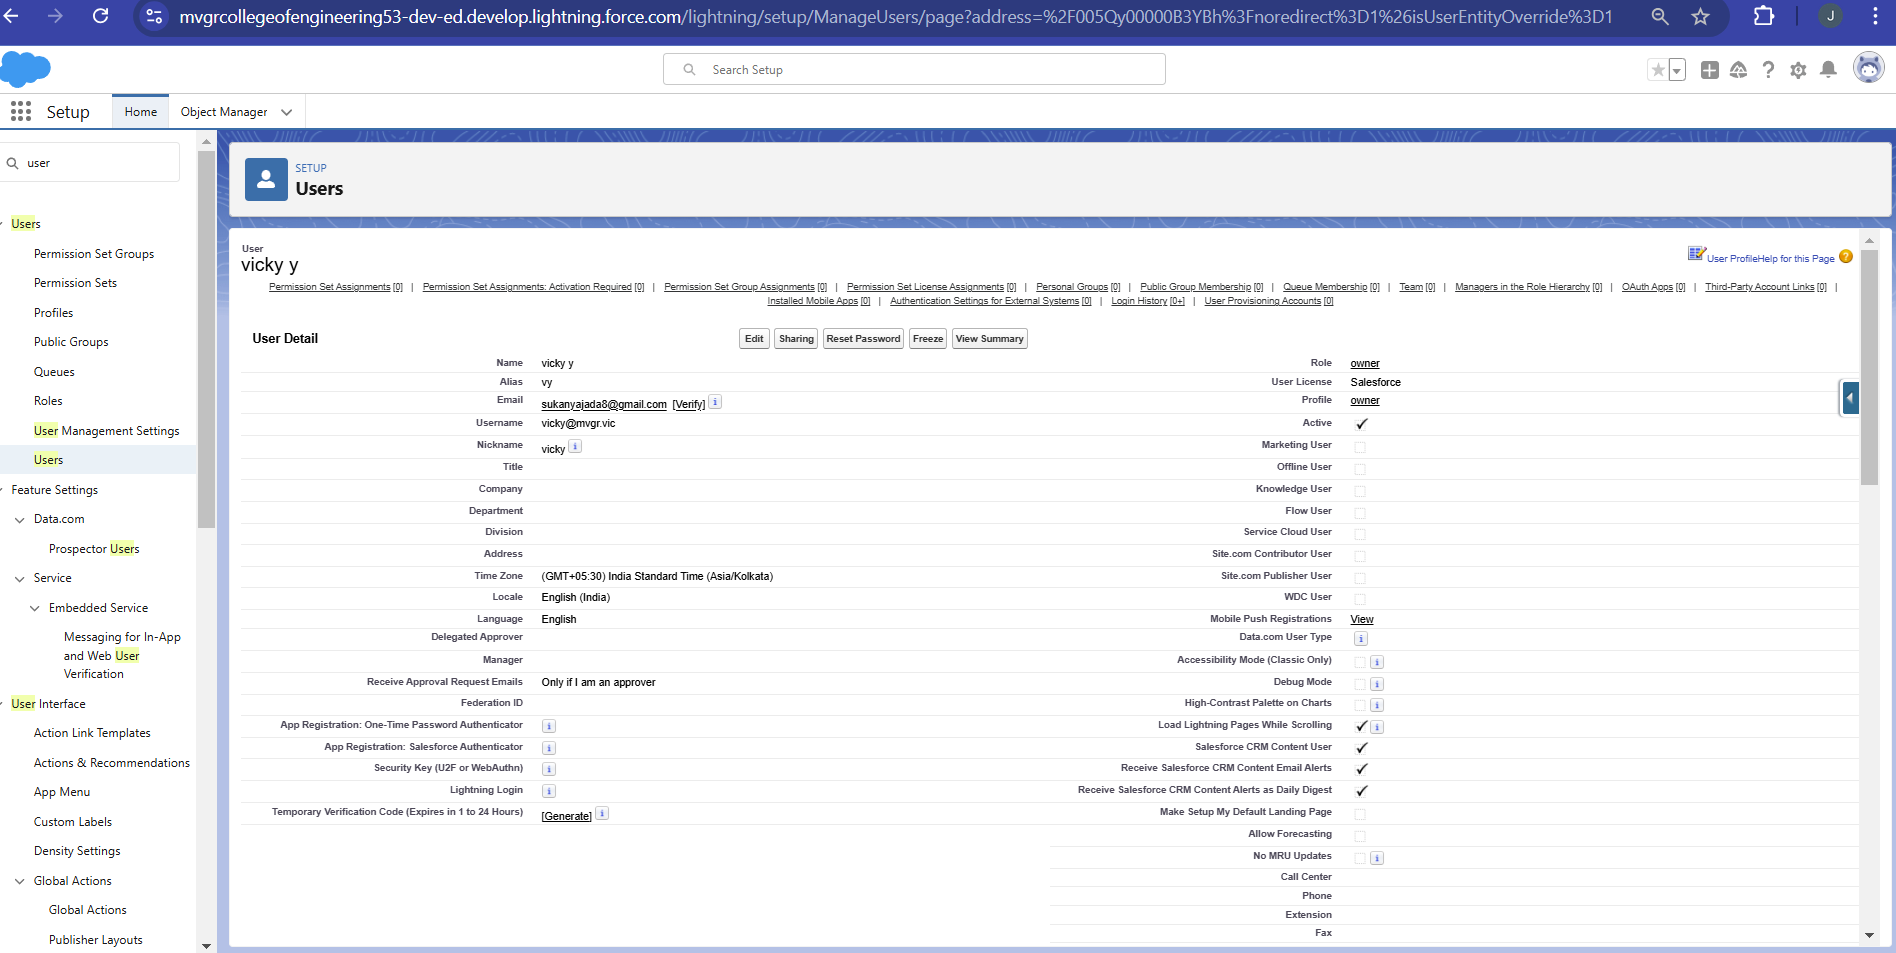 mvgrcollegeofengineering53-dev-ed.develop.lightning.force.com/lightning/setup/ManageUsers/page?address=%2F005Qy00000B3YBh%3Fnoredirect%3D1%26isUserEntityOverride%3D1
J
Search Setup
Setup
Home
Object Manager
user
Users
Permission Set Groups
Permission Sets
Profiles
Public Groups
Queues
Roles
User Management Settings
Users
Feature Settings
Data.com
Prospector Users
Service
Embedded Service
Messaging for In-App
and Web User
Verification
User Interface
Action Link Templates
Actions & Recommendations
App Menu
Custom Labels
Density Settings
Global Actions
Global Actions
Publisher Layouts
SETUP
Users
User
vicky y
User Profile Help for this Page ?
Permission Set Assignments [0] | Permission Set Assignments: Activation Required [0] | Permission Set Group Assignments [0] | Permission Set License Assignments [0] | Personal Groups [0] | Public Group Membership [0] | Queue Membership [0] | Team [0] | Managers in the Role Hierarchy [0] | OAuth Apps [0] | Third-Party Account Links [0] |
Installed Mobile Apps [0] | Authentication Settings for External Systems [0] | Login History [0+] | User Provisioning Accounts [0]
User Detail
Edit Sharing Reset Password Freeze View Summary
Name vicky y
Alias vy
Email sukanyajada8@gmail.com [Verify] i
Username vicky@mvgr.vic
Nickname vicky i
Title
Company
Department
Division
Address
Time Zone (GMT+05:30) India Standard Time (Asia/Kolkata)
Locale English (India)
Language English
Delegated Approver
Manager
Receive Approval Request Emails Only if I am an approver
Federation ID
App Registration: One-Time Password Authenticator i
App Registration: Salesforce Authenticator i
Security Key (U2F or WebAuthn) i
Lightning Login i
Temporary Verification Code (Expires in 1 to 24 Hours) [Generate] i
Role owner
User License Salesforce
Profile owner
Active
Marketing User
Offline User
Knowledge User
Flow User
Service Cloud User
Site.com Contributor User
Site.com Publisher User
WDC User
Mobile Push Registrations View
Data.com User Type i
Accessibility Mode (Classic Only) i
Debug Mode i
High-Contrast Palette on Charts i
Load Lightning Pages While Scrolling i
Salesforce CRM Content User
Receive Salesforce CRM Content Email Alerts
Receive Salesforce CRM Content Alerts as Daily Digest
Make Setup My Default Landing Page
Allow Forecasting
No MRU Updates i
Call Center
Phone
Extension
Fax